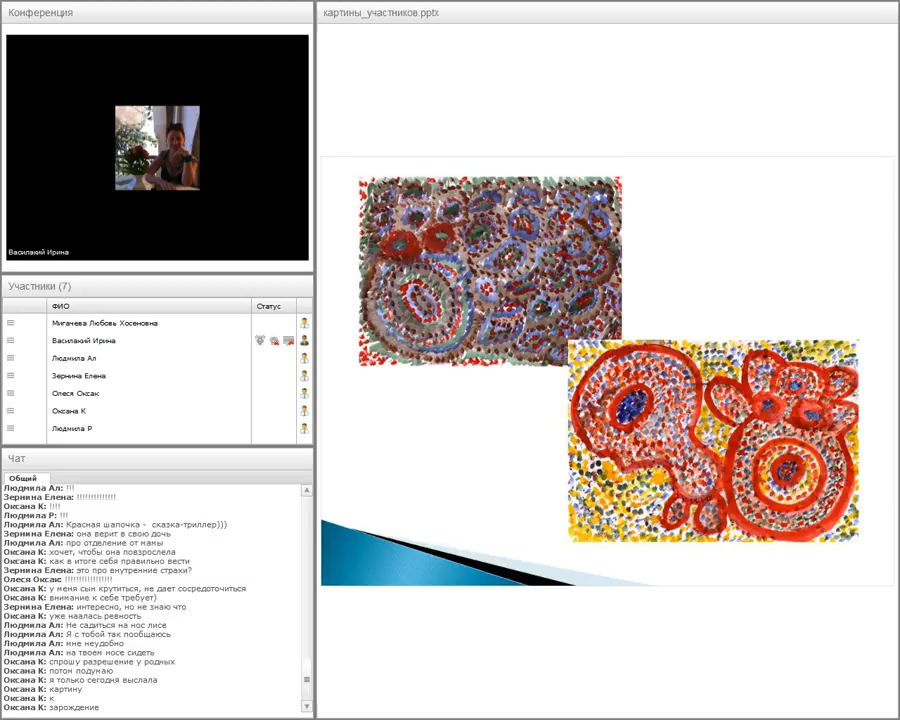 Конференция
Василакий Ирина
Участники (7)
ФИО
Статус
Мигачева Любовь Хосеновна
Василакий Ирина
Людмила Ал
Зернина Елена
Олеся Оксак
Оксана К
Людмила Р
Чат
Общий
Людмила Ал: !!!
Зернина Елена: !!!!!!!!!!!!!!
Оксана К: !!!!
Людмила Р: !!!
Людмила Ал: Красная шапочка - сказка-триллер)))
Зернина Елена: она верит в свою дочь
Людмила Ал: про отделение от мамы
Оксана К: хочет, чтобы она повзрослела
Оксана К: как в итоге себя правильно вести
Зернина Елена: это про внутренние страхи?
Олеся Оксак: !!!!!!!!!!!!!!!!!
Оксана К: у меня сын крутиться, не дает сосредоточиться
Оксана К: внимание к себе требует)
Зернина Елена: интересно, но не знаю что
Оксана К: уже наалась ревность
Людмила Ал: Не садиться на нос лисе
Людмила Ал: Я с тобой так пообщаюсь
Людмила Ал: мне неудобно
Людмила Ал: на твоем носе сидеть
Оксана К: спрошу разрешение у родных
Оксана К: потом подумаю
Оксана К: я только сегодня выслала
Оксана К: картину
Оксана К: к
Оксана К: зарождение
картины_участников.pptx